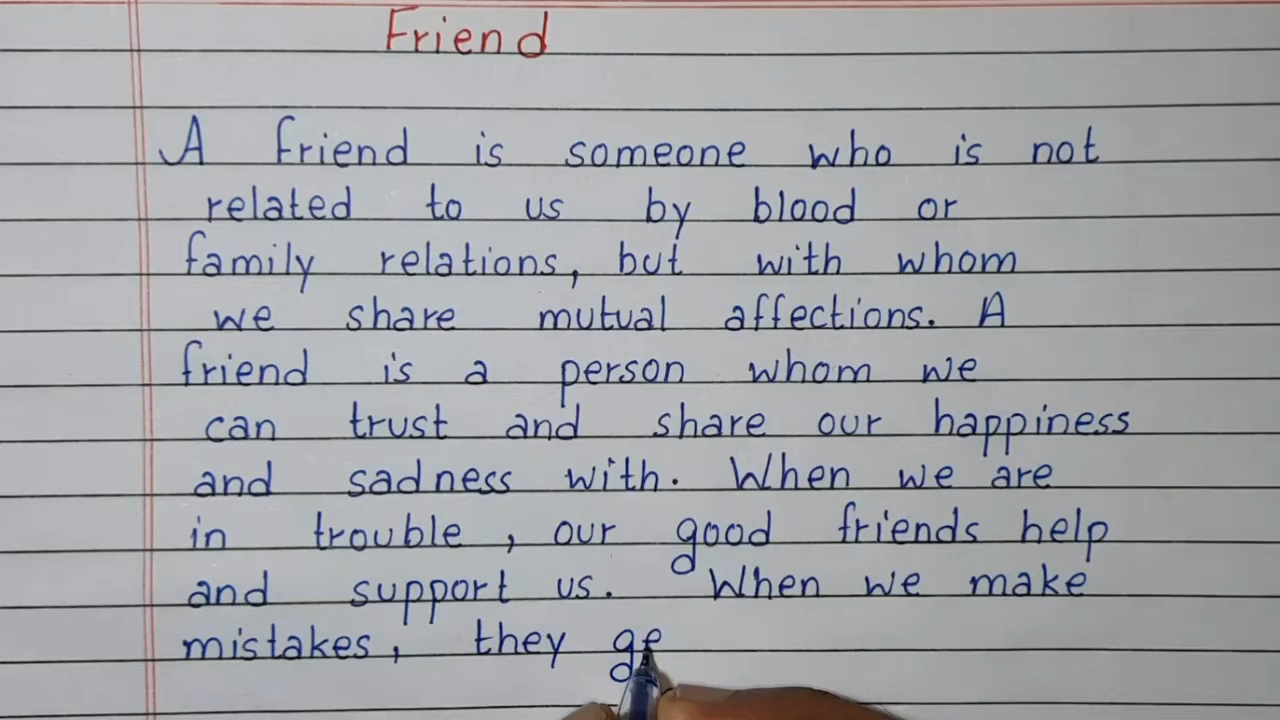 Friend
A friend is someone who is not
related to us by blood or
family relations, but with whom
we share mutual affections. A
friend is a person whom we
can trust and share our happiness
and sadness with. When we are
in trouble, our good friends help
and support us. When we make
mistakes, they ge